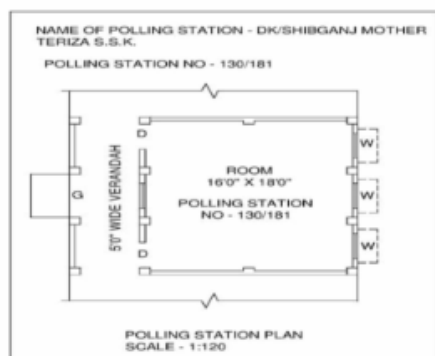 NAME OF POLLING STATION - DK/SHIBGANJ MOTHER
TERIZA S.S.K.
POLLING STATION NO - 130/181
D
W
ROOM
16'0" X 18'0"
G
5'0" WIDE VERANDAH
W
POLLING STATION
NO - 130/181
W
D
POLLING STATION PLAN
SCALE - 1:120